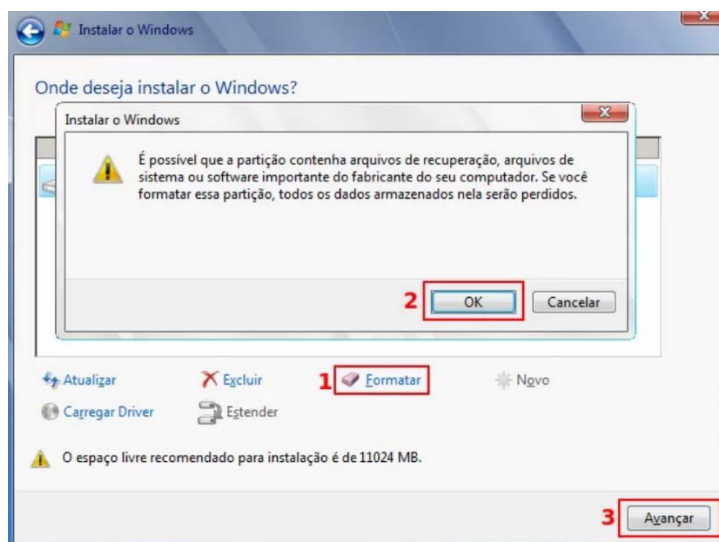 Instalar o Windows
Onde deseja instalar o Windows?
Instalar o Windows
É possível que a partição contenha arquivos de recuperação, arquivos de
sistema ou software importante do fabricante do seu computador. Se você
formatar essa partição, todos os dados armazenados nela serão perdidos.
2 OK Cancelar
Atualizar Excluir 1 Formatar Novo
Carregar Driver Estender
O espaço livre recomendado para instalação é de 11024 MB.
3 Avançar